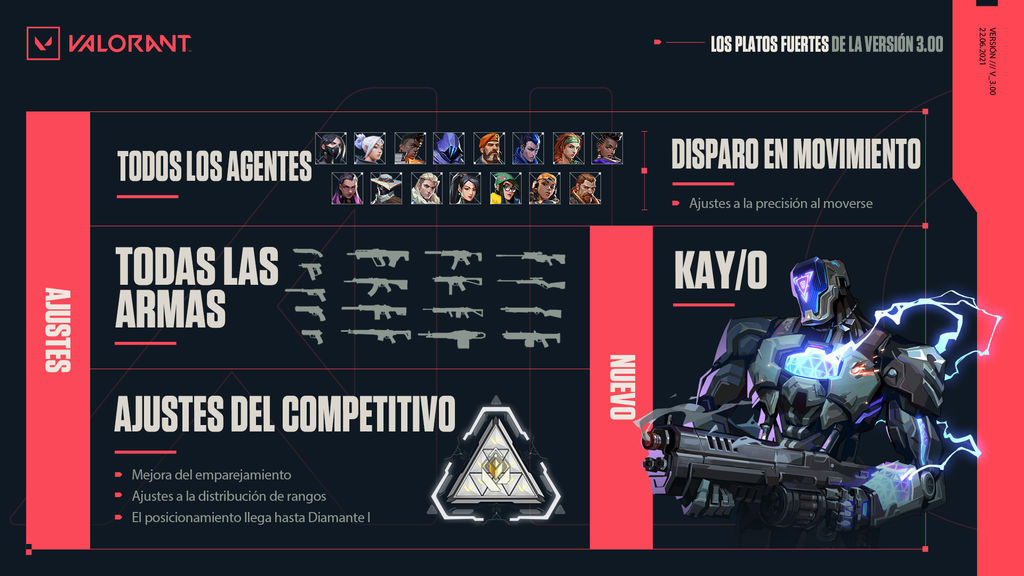 VALORANT
LOS PLATOS FUERTES DE LA VERSIÓN 3.00
VERSIÓN /// V_3.00
22.06.2021
AJUSTES
TODOS LOS AGENTES
DISPARO EN MOVIMIENTO
Ajustes a la precisión al moverse
TODAS LAS
ARMAS
AJUSTES DEL COMPETITIVO
Mejora del emparejamiento
Ajustes a la distribución de rangos
El posicionamiento llega hasta Diamante I
NUEVO
KAY/O